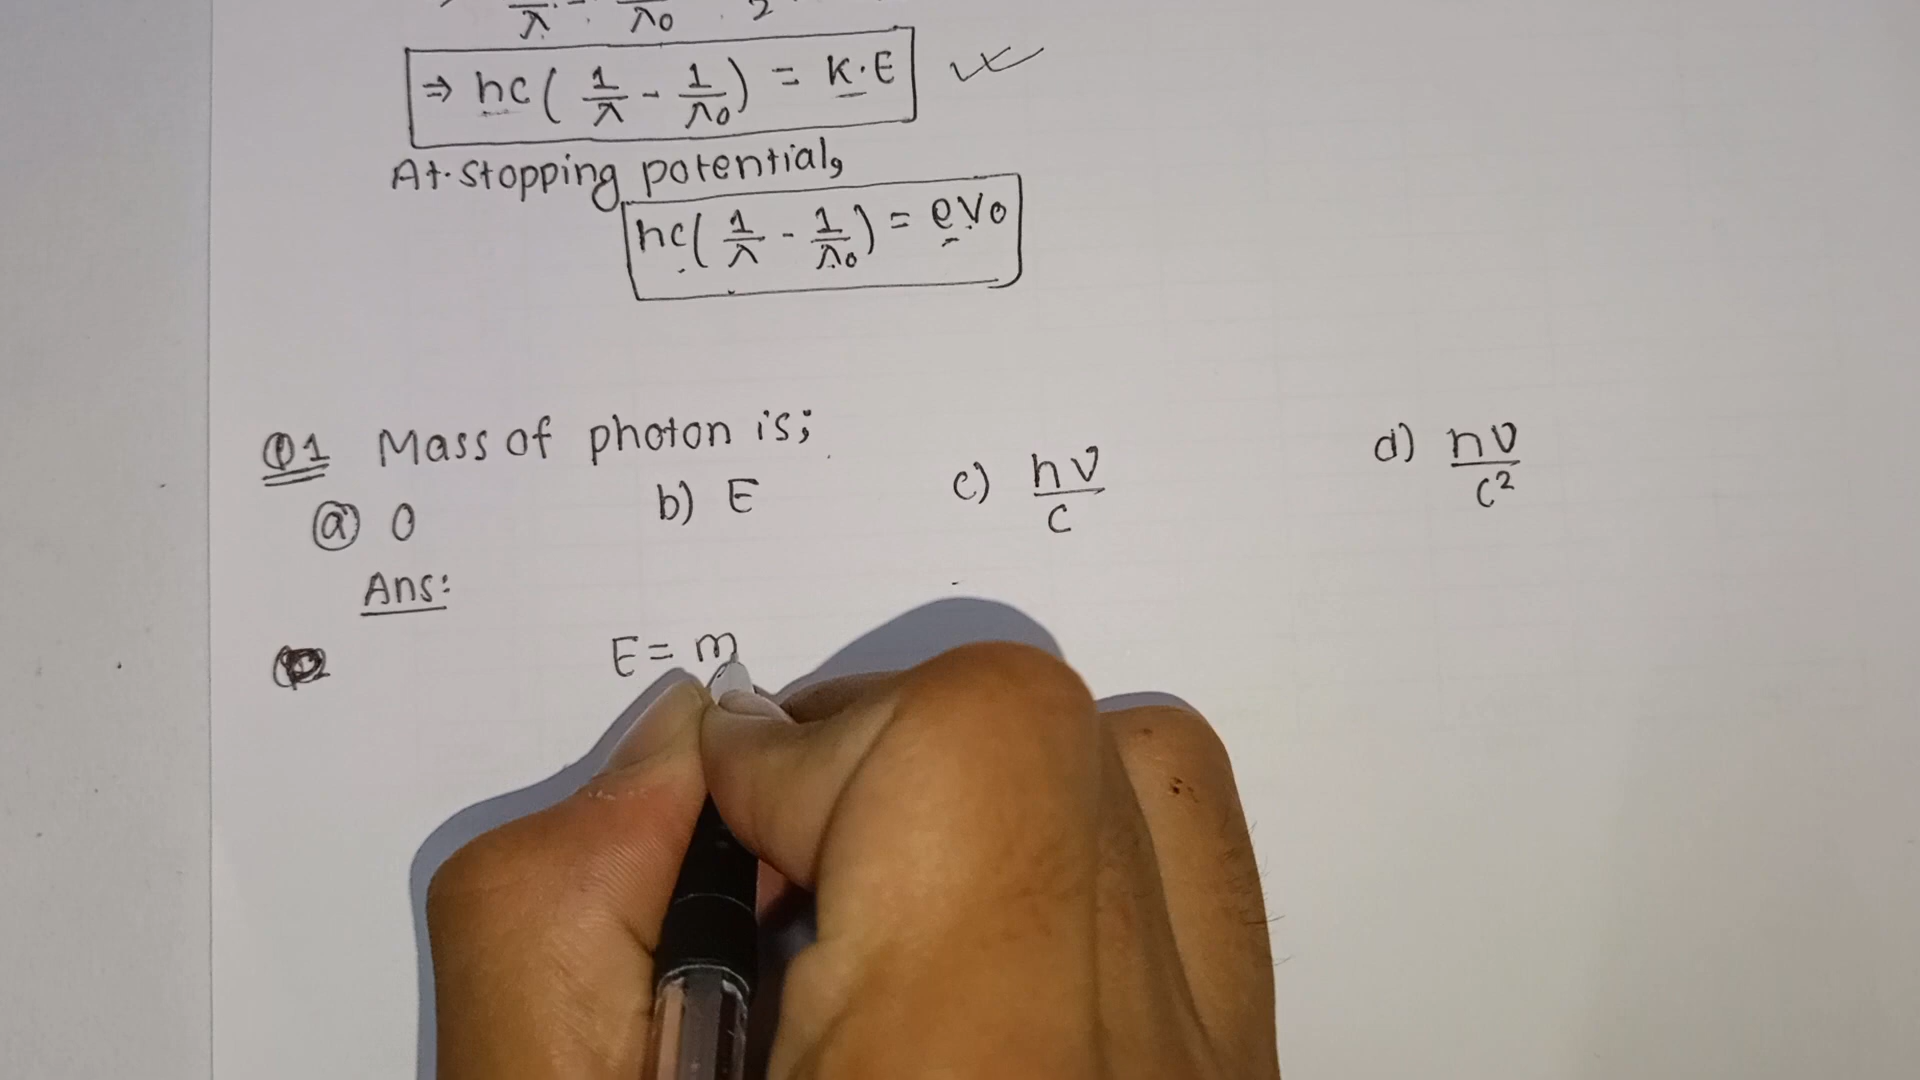 ⇒ hc(1/λ - 1/λ0) = K.E
At stopping potential,
hc(1/λ - 1/λ0) = eV0
Q1 Mass of photon is;
a) 0 b) E c) hν/c d) hν/c²
Ans:
E = m